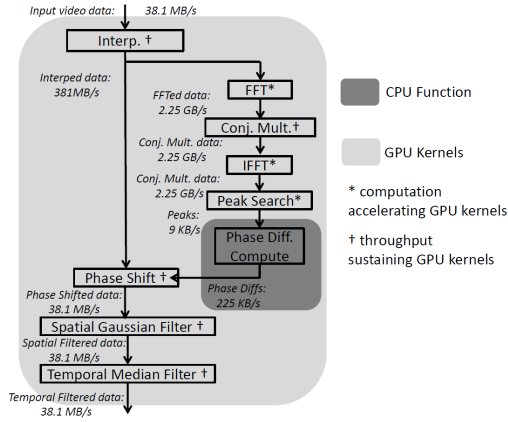 Input video data: 38.1 MB/s
Interp. †
Interped data:
381MB/s
FFTed data:
2.25 GB/s
FFT*
Conj. Mult.†
Conj. Mult. data:
2.25 GB/s
IFFT*
Conj. Mult. data:
2.25 GB/s
Peak Search*
Peaks:
9 KB/s
Phase Diff.
Compute
Phase Shift †
Phase Diffs:
225 KB/s
Phase Shifted data:
38.1 MB/s
Spatial Gaussian Filter †
Spatial Filtered data:
38.1 MB/s
Temporal Median Filter †
Temporal Filtered data:
38.1 MB/s
CPU Function
GPU Kernels
* computation
accelerating GPU kernels
† throughput
sustaining GPU kernels